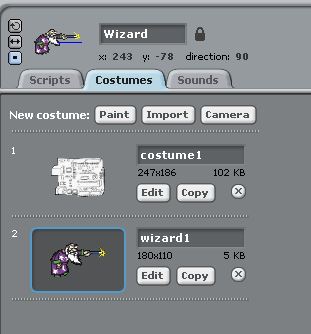 Wizard
x: 243 y: -78 direction: 90
Scripts Costumes Sounds
New costume: Paint Import Camera
1
costume1
247x186 102 KB
Edit Copy
2
wizard1
180x110 5 KB
Edit Copy